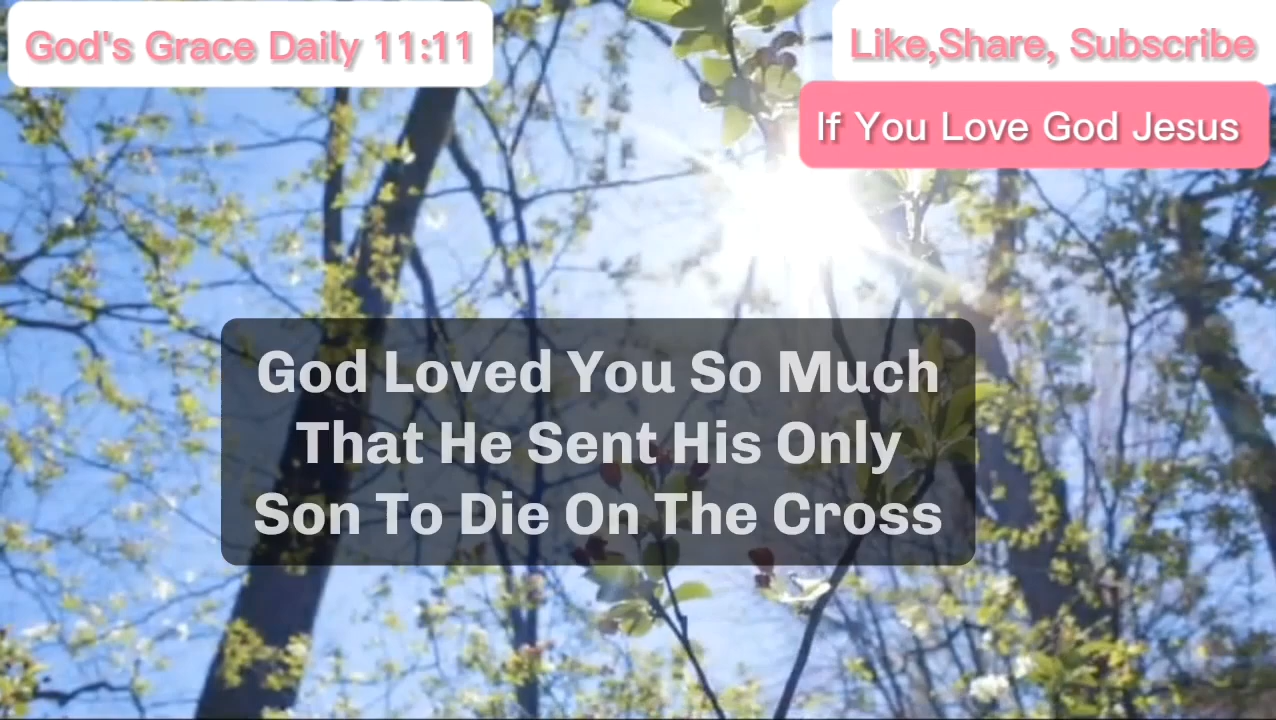 God's Grace Daily 11:11
Like,Share, Subscribe
If You Love God Jesus
God Loved You So Much
That He Sent His Only
Son To Die On The Cross